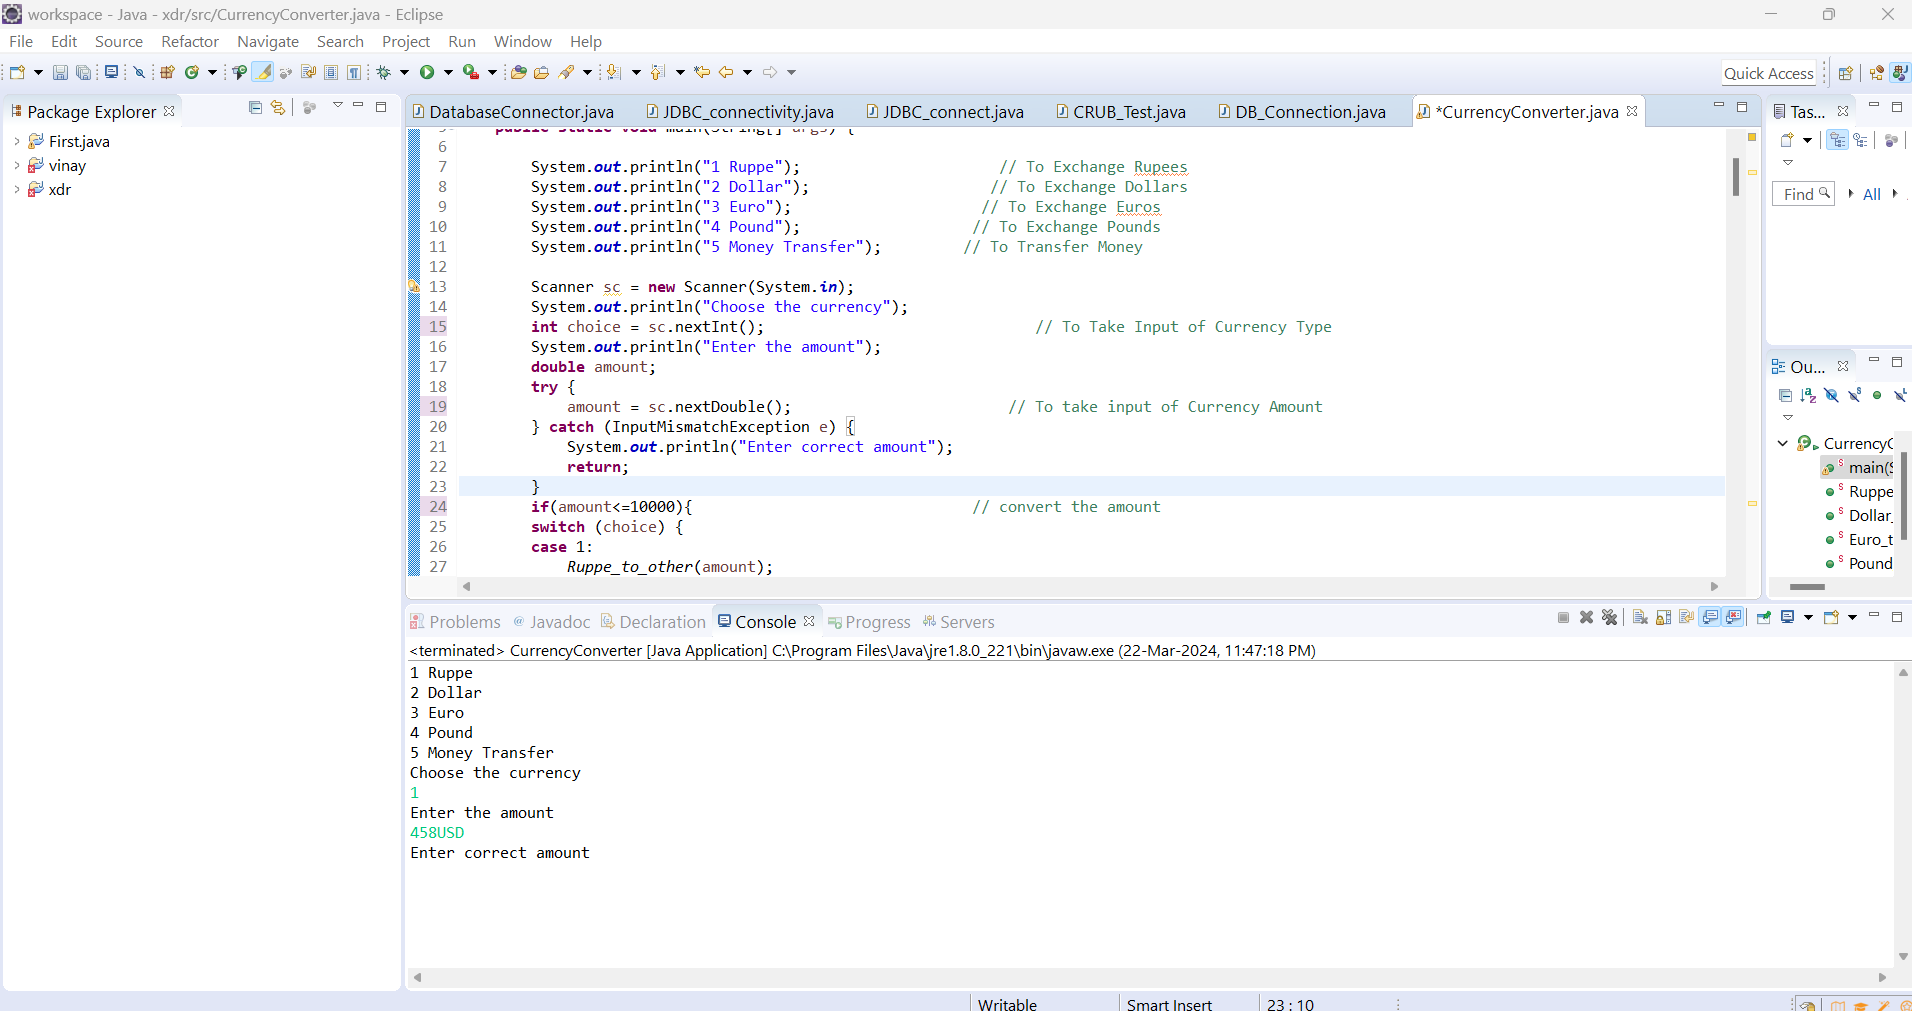 workspace - Java - xdr/src/CurrencyConverter.java - Eclipse
File Edit Source Refactor Navigate Search Project Run Window Help
Quick Access
Package Explorer
First.java
vinay
xdr
DatabaseConnector.java JDBC_connectivity.java JDBC_connect.java CRUB_Test.java DB_Connection.java *CurrencyConverter.java
public static void main(String[] args) {
6
7 System.out.println("1 Ruppe"); // To Exchange Rupees
8 System.out.println("2 Dollar"); // To Exchange Dollars
9 System.out.println("3 Euro"); // To Exchange Euros
10 System.out.println("4 Pound"); // To Exchange Pounds
11 System.out.println("5 Money Transfer"); // To Transfer Money
12
13 Scanner sc = new Scanner(System.in);
14 System.out.println("Choose the currency");
15 int choice = sc.nextInt(); // To Take Input of Currency Type
16 System.out.println("Enter the amount");
17 double amount;
18 try {
19 amount = sc.nextDouble(); // To take input of Currency Amount
20 } catch (InputMismatchException e) {
21 System.out.println("Enter correct amount");
22 return;
23 }
24 if(amount<=10000){ // convert the amount
25 switch (choice) {
26 case 1:
27 Ruppe_to_other(amount);
Tas...
Find All
Ou...
CurrencyC
main(S
Ruppe
Dollar_
Euro_t
Pound
Problems @ Javadoc Declaration Console Progress Servers
<terminated> CurrencyConverter [Java Application] C:\Program Files\Java\jre1.8.0_221\bin\javaw.exe (22-Mar-2024, 11:47:18 PM)
1 Ruppe
2 Dollar
3 Euro
4 Pound
5 Money Transfer
Choose the currency
1
Enter the amount
458USD
Enter correct amount
Writable Smart Insert 23 : 10